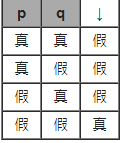 p q ↓
真 真 假
真 假 假
假 真 假
假 假 真